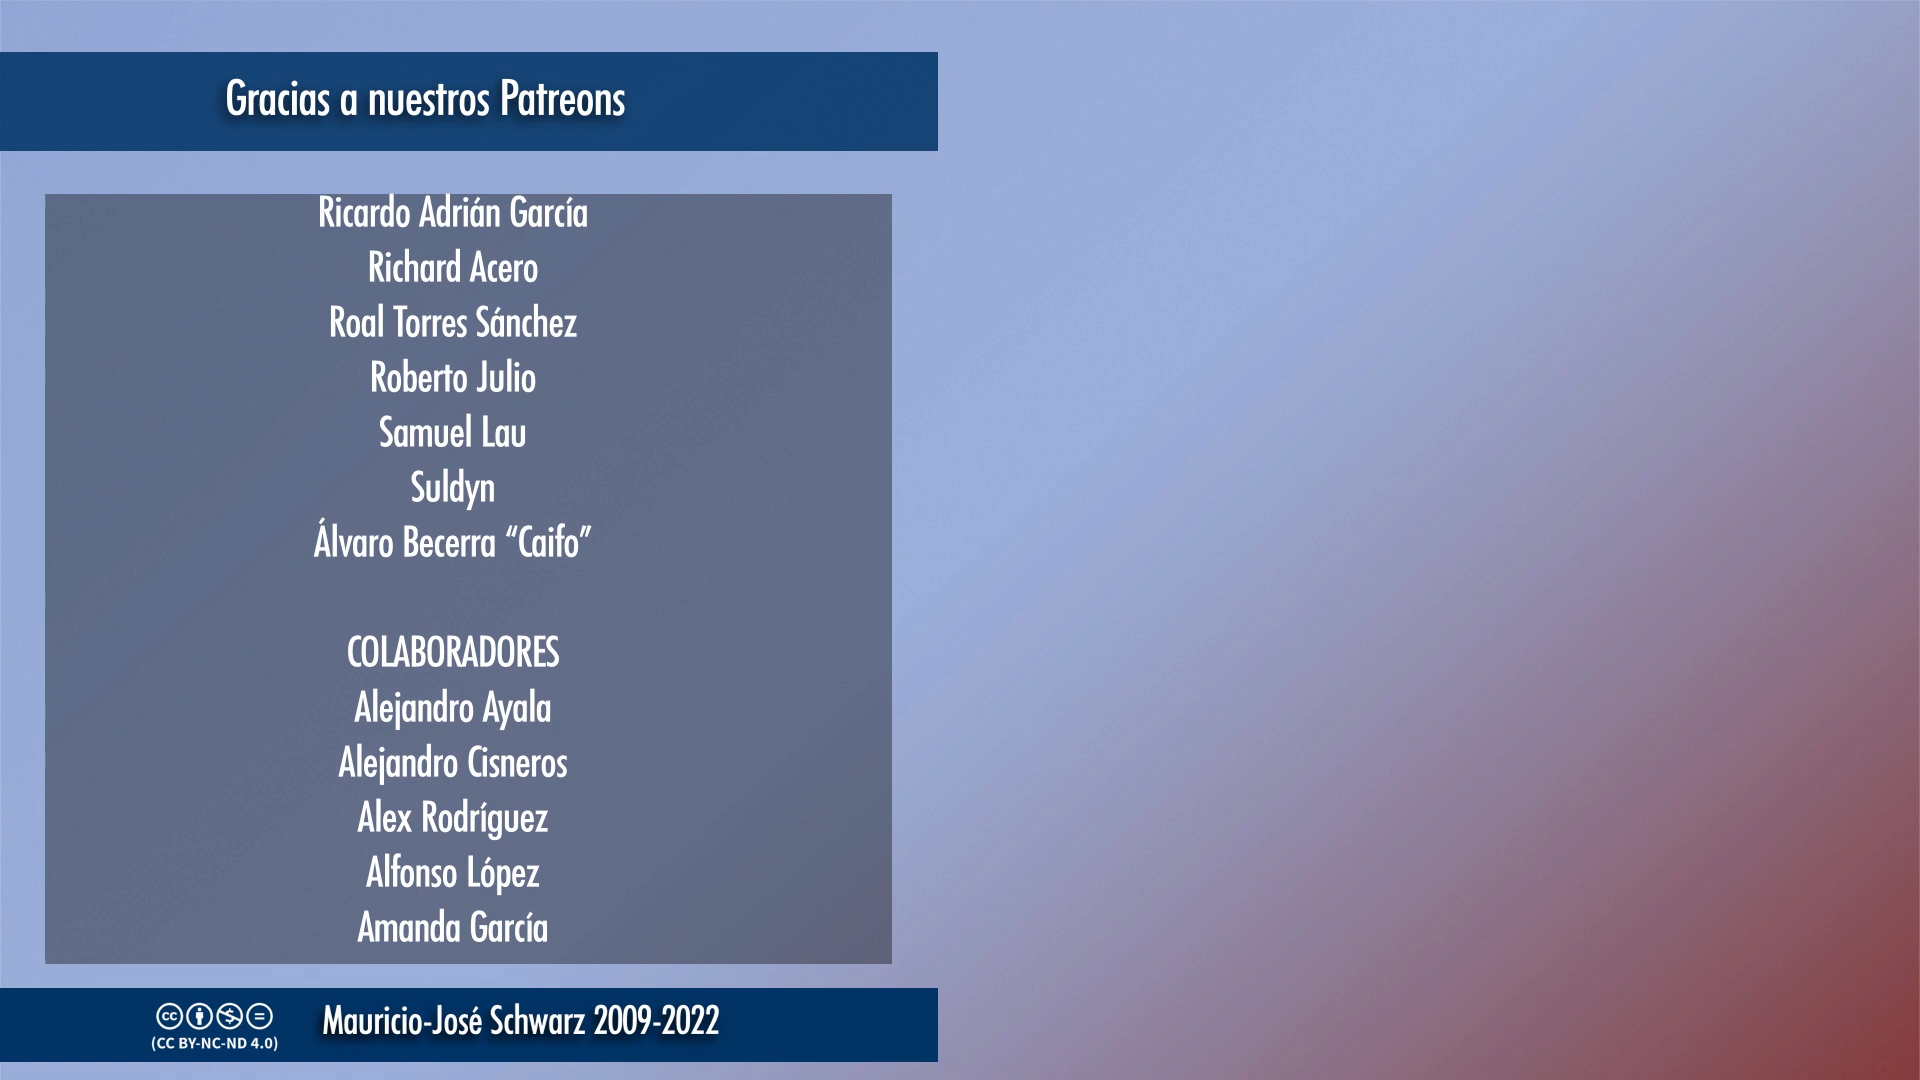 Gracias a nuestros Patreons
Ricardo Adrián García
Richard Acero
Roal Torres Sánchez
Roberto Julio
Samuel Lau
Suldyn
Álvaro Becerra “Caifo”
COLABORADORES
Alejandro Ayala
Alejandro Cisneros
Alex Rodríguez
Alfonso López
Amanda García
Mauricio-José Schwarz 2009-2022
(CC BY-NC-ND 4.0)